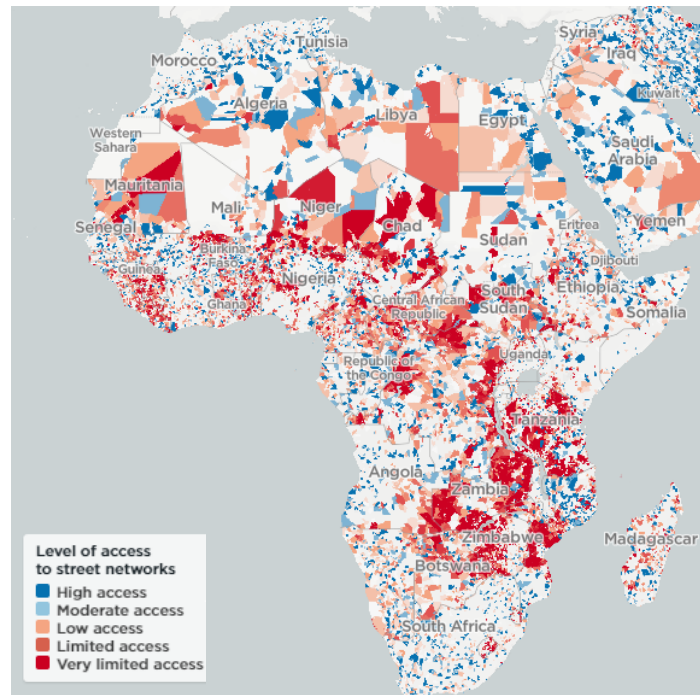 Tunisia
Morocco
Syria
Iraq
Algeria
Libya
Egypt
Kuwait
Western
Sahara
Saudi
Arabia
Mauritania
Mali
Niger
Chad
Sudan
Eritrea
Yemen
Senegal
Burkina
Faso
Guinea
Nigeria
Djibouti
Ghana
Central African
Republic
South
Sudan
Ethiopia
Somalia
Uganda
Republic of
the Congo
Tanzania
Angola
Zambia
Zimbabwe
Madagascar
Botswana
South Africa
Level of access
to street networks
High access
Moderate access
Low access
Limited access
Very limited access